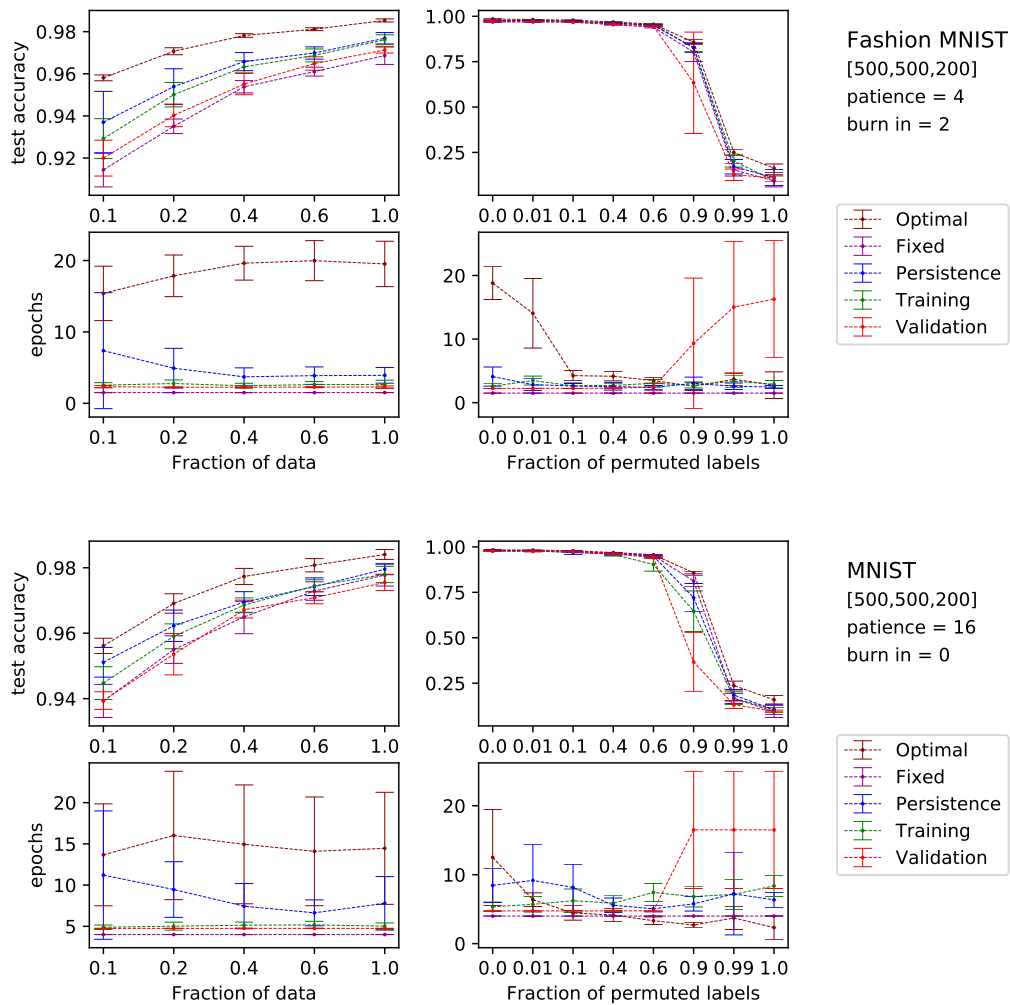 0.98
0.96
0.94
0.92
test accuracy
0.1 0.2 0.4 0.6 1.0
1.00
0.75
0.50
0.25
0.0 0.01 0.1 0.4 0.6 0.9 0.99 1.0
Fashion MNIST
[500,500,200]
patience = 4
burn in = 2
20
10
0
epochs
0.1 0.2 0.4 0.6 1.0
Fraction of data
20
10
0
0.0 0.01 0.1 0.4 0.6 0.9 0.99 1.0
Fraction of permuted labels
Optimal
Fixed
Persistence
Training
Validation
0.98
0.96
0.94
test accuracy
0.1 0.2 0.4 0.6 1.0
1.00
0.75
0.50
0.25
0.0 0.01 0.1 0.4 0.6 0.9 0.99 1.0
MNIST
[500,500,200]
patience = 16
burn in = 0
15
10
5
epochs
0.1 0.2 0.4 0.6 1.0
Fraction of data
20
10
0
0.0 0.01 0.1 0.4 0.6 0.9 0.99 1.0
Fraction of permuted labels
Optimal
Fixed
Persistence
Training
Validation